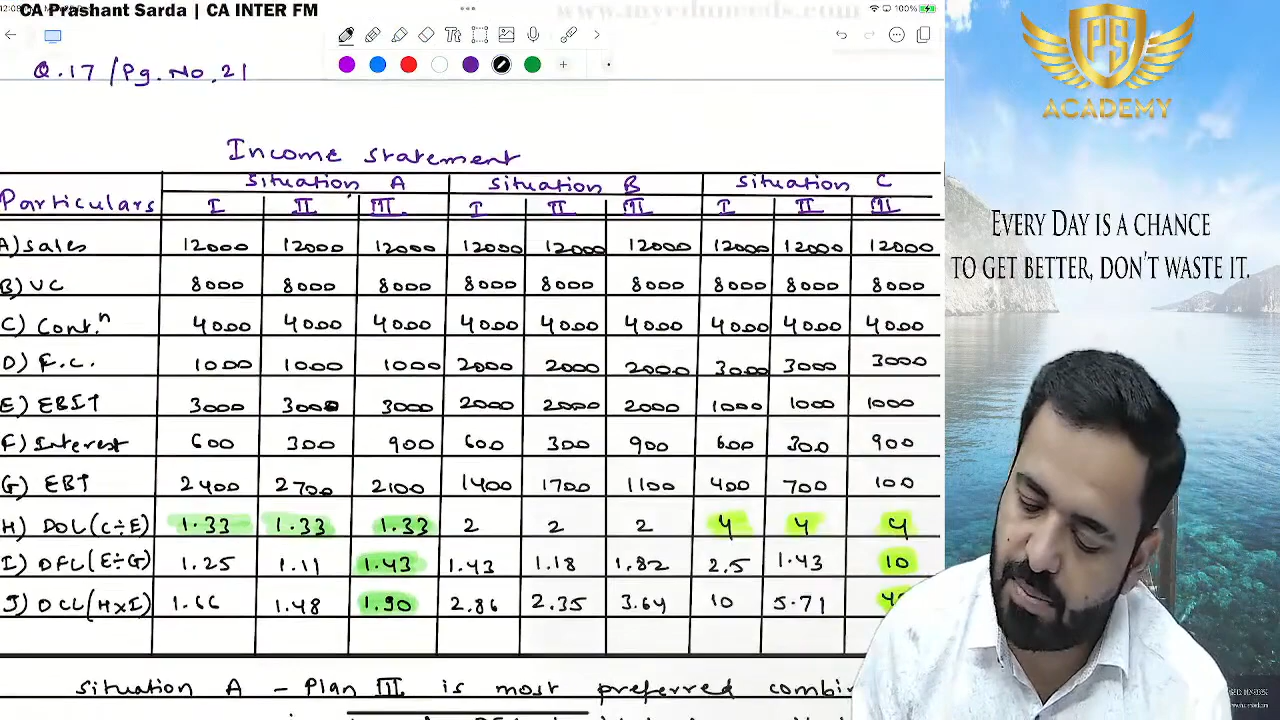 12:08
CA Prashant Sarda | CA INTER FM
100%
Q.17 / Pg. No. 21
Income statement
Particulars Situation A Situation B Situation C
I II III I II III I II III
A) Sales 12000 12000 12000 12000 12000 12000 12000 12000 12000
B) VC 8000 8000 8000 8000 8000 8000 8000 8000 8000
C) Cont.n 4000 4000 4000 4000 4000 4000 4000 4000 4000
D) F.C. 1000 1000 1000 2000 2000 2000 3000 3000 3000
E) EBIT 3000 3000 3000 2000 2000 2000 1000 1000 1000
F) Interest 600 300 900 600 300 900 600 300 900
G) EBT 2400 2700 2100 1400 1700 1100 400 700 100
H) DOL (C÷E) 1.33 1.33 1.33 2 2 2 4 4 4
I) DFL (E÷G) 1.25 1.11 1.43 1.43 1.18 1.82 2.5 1.43 10
J) DCL (H×I) 1.66 1.48 1.90 2.86 2.35 3.64 10 5.71
Situation A - Plan III is most preferred
PS
ACADEMY
EVERY DAY IS A CHANCE
TO GET BETTER, DON'T WASTE IT.